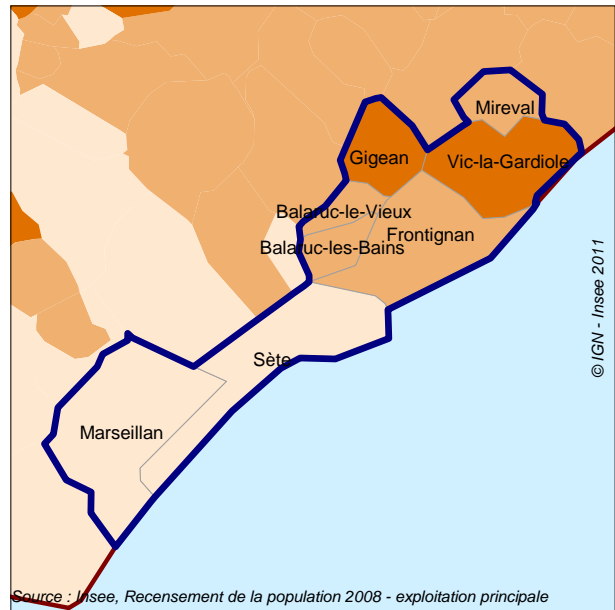 Mireval
Gigean
Vic-la-Gardiole
Balaruc-le-Vieux
Frontignan
Balaruc-les-Bains
Sète
Marseillan
© IGN - Insee 2011
Source : Insee, Recensement de la population 2008 - exploitation principale